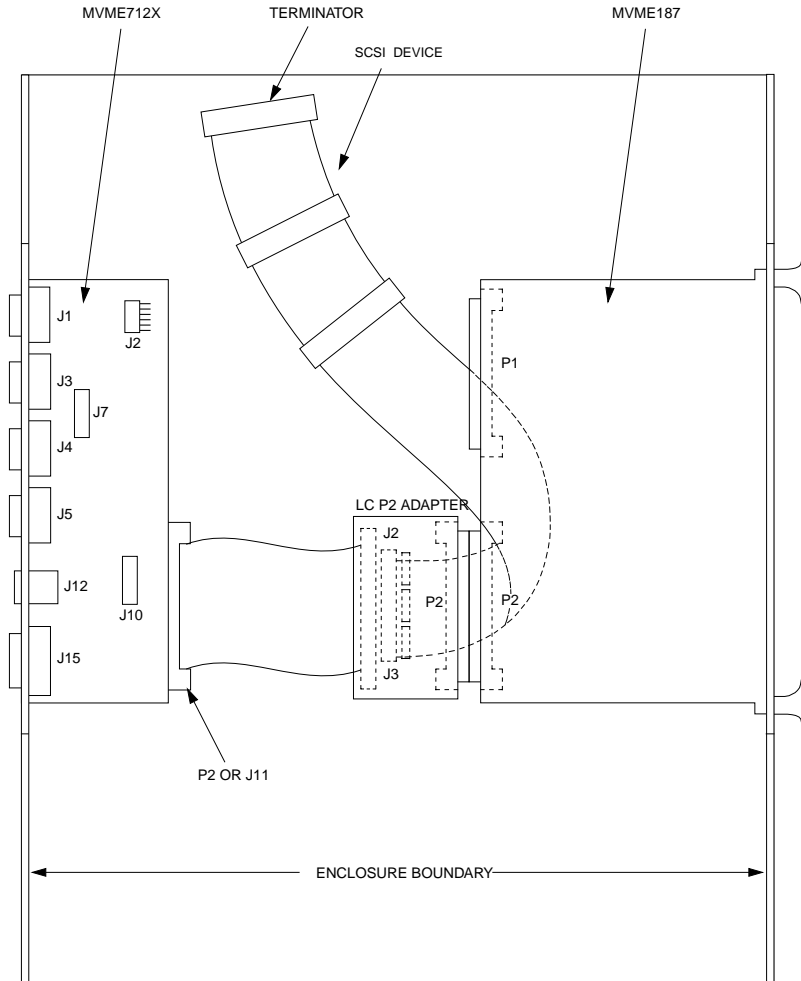 MVME712X
TERMINATOR
MVME187
SCSI DEVICE
J1
J2
P1
J3
J7
J4
LC P2 ADAPTER
J5
J2
J12
J10
P2
P2
J15
J3
P2 OR J11
ENCLOSURE BOUNDARY